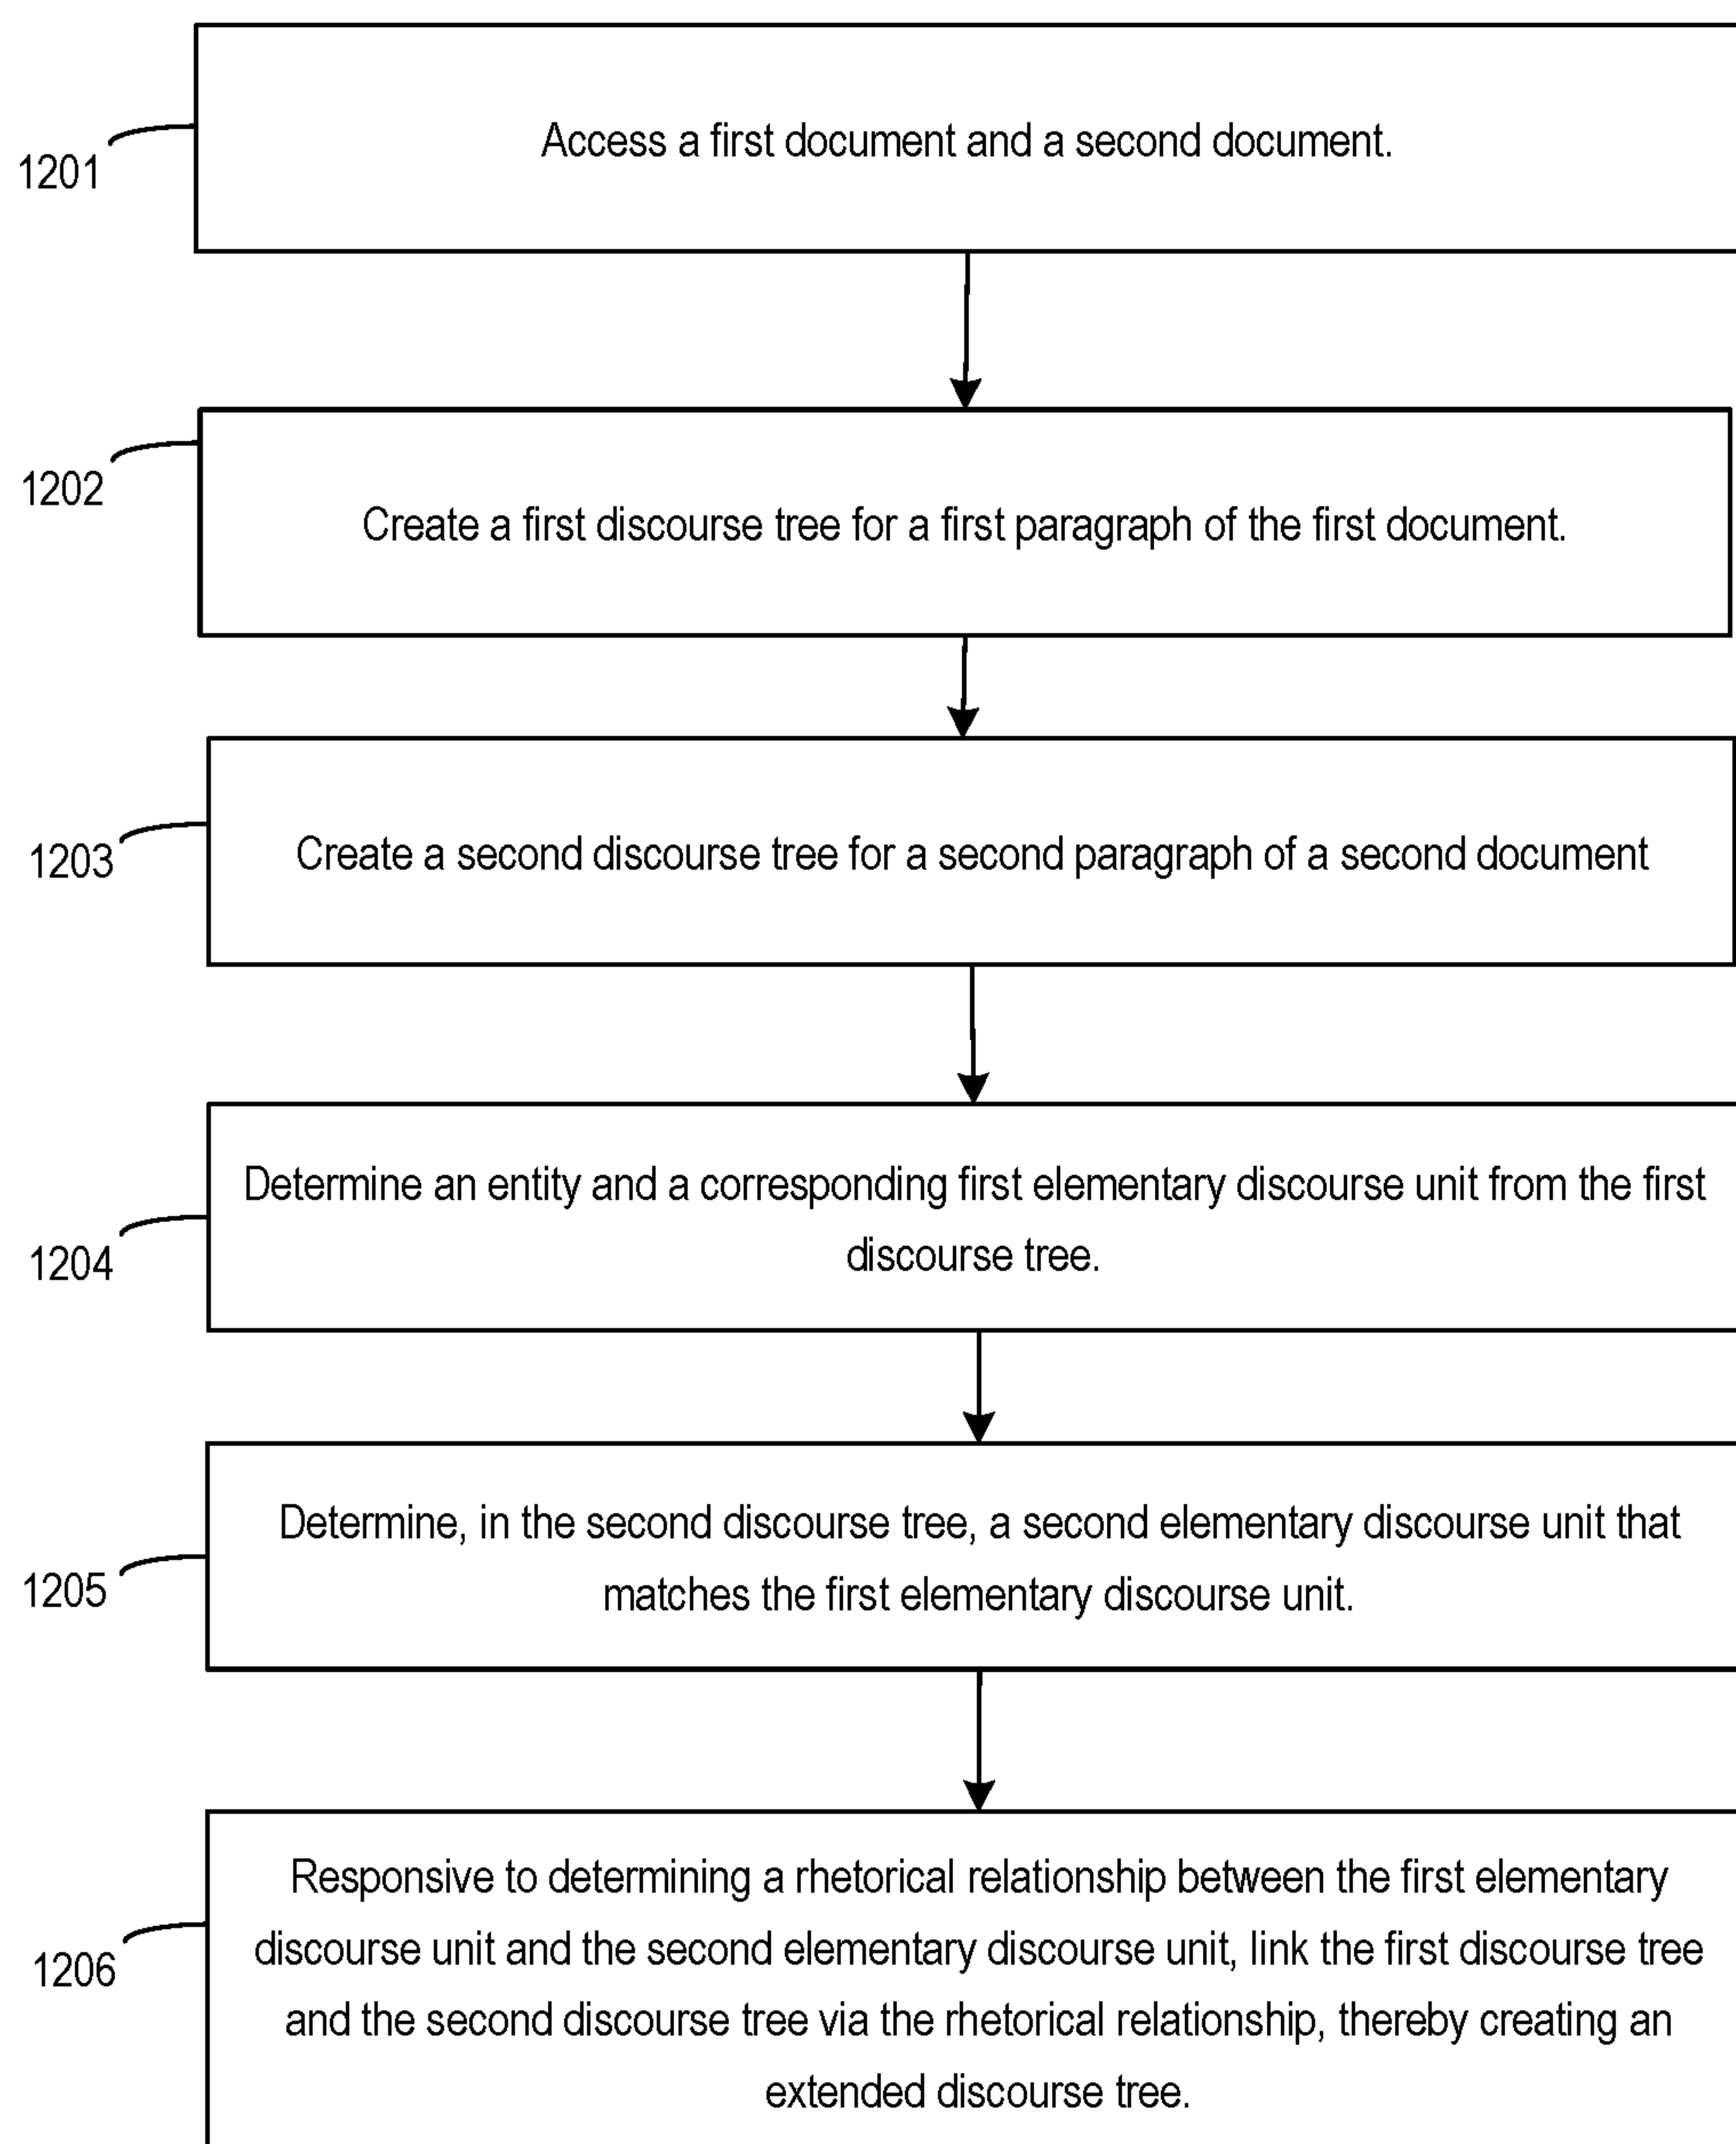 Access a first document and a second document.
1201
Create a first discourse tree for a first paragraph of the first document.
1202
Create a second discourse tree for a second paragraph of a second document
1203
Determine an entity and a corresponding first elementary discourse unit from the first
discourse tree.
1204
Determine, in the second discourse tree, a second elementary discourse unit that
matches the first elementary discourse unit.
1205
Responsive to determining a rhetorical relationship between the first elementary
discourse unit and the second elementary discourse unit, link the first discourse tree
and the second discourse tree via the rhetorical relationship, thereby creating an
extended discourse tree.
1206